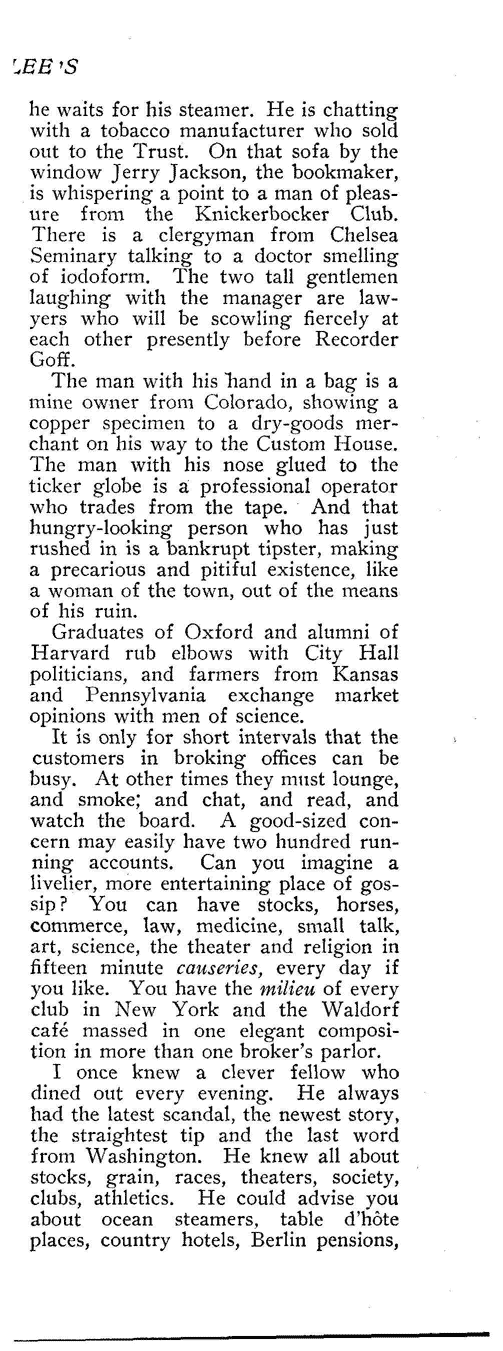 LEE'S
he waits for his steamer. He is chatting
with a tobacco manufacturer who sold
out to the Trust. On that sofa by the
window Jerry Jackson, the bookmaker,
is whispering a point to a man of pleas-
ure from the Knickerbocker Club.
There is a clergyman from Chelsea
Seminary talking to a doctor smelling
of iodoform. The two tall gentlemen
laughing with the manager are law-
yers who will be scowling fiercely at
each other presently before Recorder
Goff.
The man with his hand in a bag is a
mine owner from Colorado, showing a
copper specimen to a dry-goods mer-
chant on his way to the Custom House.
The man with his nose glued to the
ticker globe is a professional operator
who trades from the tape. And that
hungry-looking person who has just
rushed in is a bankrupt tipster, making
a precarious and pitiful existence, like
a woman of the town, out of the means
of his ruin.
Graduates of Oxford and alumni of
Harvard rub elbows with City Hall
politicians, and farmers from Kansas
and Pennsylvania exchange market
opinions with men of science.
It is only for short intervals that the
customers in broking offices can be
busy. At other times they must lounge,
and smoke; and chat, and read, and
watch the board. A good-sized con-
cern may easily have two hundred run-
ning accounts. Can you imagine a
livelier, more entertaining place of gos-
sip? You can have stocks, horses,
commerce, law, medicine, small talk,
art, science, the theater and religion in
fifteen minute causeries, every day if
you like. You have the milieu of every
club in New York and the Waldorf
café massed in one elegant composi-
tion in more than one broker's parlor.
I once knew a clever fellow who
dined out every evening. He always
had the latest scandal, the newest story,
the straightest tip and the last word
from Washington. He knew all about
stocks, grain, races, theaters, society,
clubs, athletics. He could advise you
about ocean steamers, table d'hôte
places, country hotels, Berlin pensions,